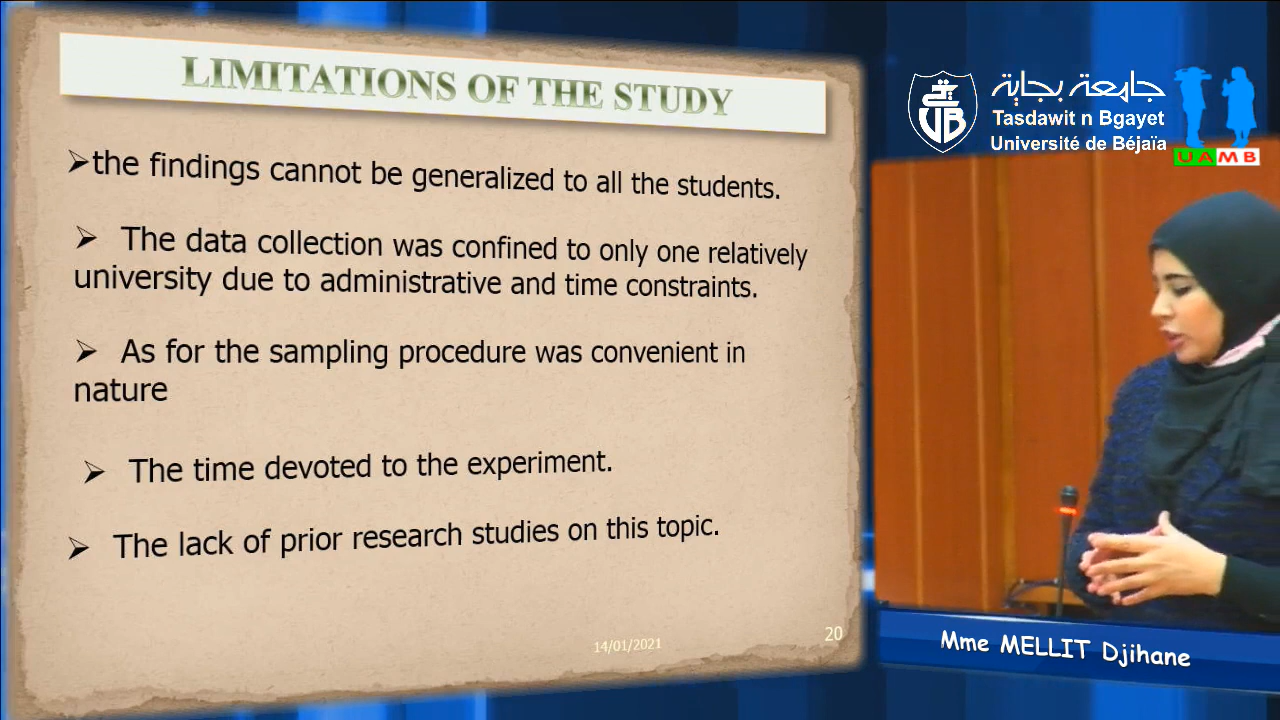 LIMITATIONS OF THE STUDY
➢the findings cannot be generalized to all the students.
➢ The data collection was confined to only one relatively
university due to administrative and time constraints.
➢ As for the sampling procedure was convenient in
nature
➢ The time devoted to the experiment.
➢ The lack of prior research studies on this topic.
14/01/2021
20
جامعة بجاية
Tasdawit n Bgayet
Université de Béjaïa
UAMB
Mme MELLIT Djihane